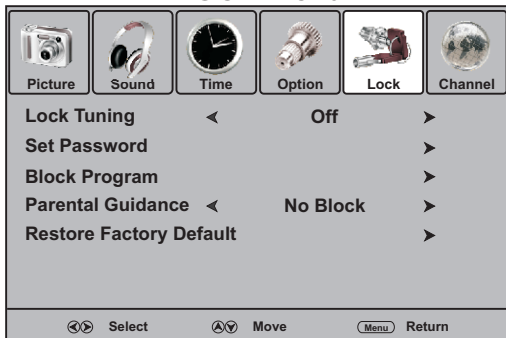 Picture Sound Time Option Lock Channel
Lock Tuning Off
Set Password
Block Program
Parental Guidance No Block
Restore Factory Default
Select Move Menu Return